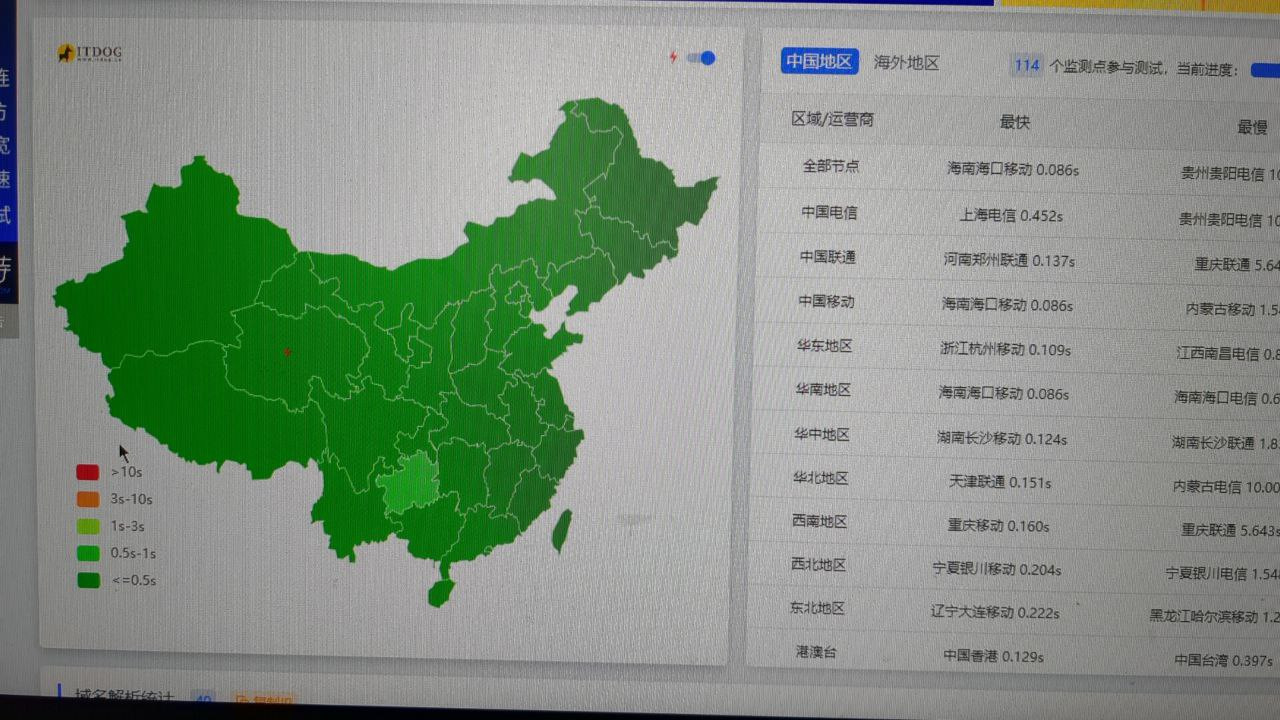 ITDOG
www.itdog.cn
>10s
3s-10s
1s-3s
0.5s-1s
<=0.5s
中国地区 海外地区 114 个监测点参与测试，当前进度：
区域/运营商 最快 最慢
全部节点 海南海口移动 0.086s 贵州贵阳电信 10
中国电信 上海电信 0.452s 贵州贵阳电信 10
中国联通 河南郑州联通 0.137s 重庆联通 5.64
中国移动 海南海口移动 0.086s 内蒙古移动 1.5
华东地区 浙江杭州移动 0.109s 江西南昌电信 0.8
华南地区 海南海口移动 0.086s 海南海口电信 0.6
华中地区 湖南长沙移动 0.124s 湖南长沙联通 1.8
华北地区 天津联通 0.151s 内蒙古电信 10.00
西南地区 重庆移动 0.160s 重庆联通 5.643s
西北地区 宁夏银川移动 0.204s 宁夏银川电信 1.54
东北地区 辽宁大连移动 0.222s 黑龙江哈尔滨移动 1.2
港澳台 中国香港 0.129s 中国台湾 0.397s
域名解析统计 40
宽
速
试